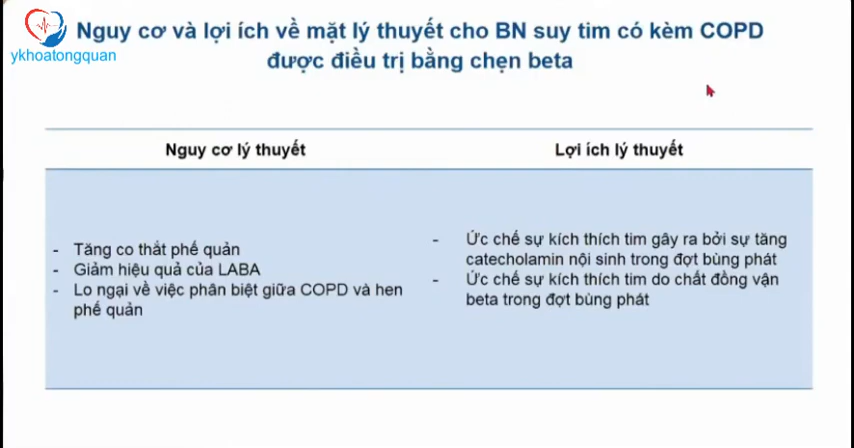 Nguy cơ và lợi ích về mặt lý thuyết cho BN suy tim có kèm COPD
ykhoatongquan
được điều trị bằng chẹn beta
Nguy cơ lý thuyết
Lợi ích lý thuyết
- Tăng co thắt phế quản
- Giảm hiệu quả của LABA
- Lo ngại về việc phân biệt giữa COPD và hen
phế quản
- Ức chế sự kích thích tim gây ra bởi sự tăng
catecholamin nội sinh trong đợt bùng phát
- Ức chế sự kích thích tim do chất đồng vận
beta trong đợt bùng phát